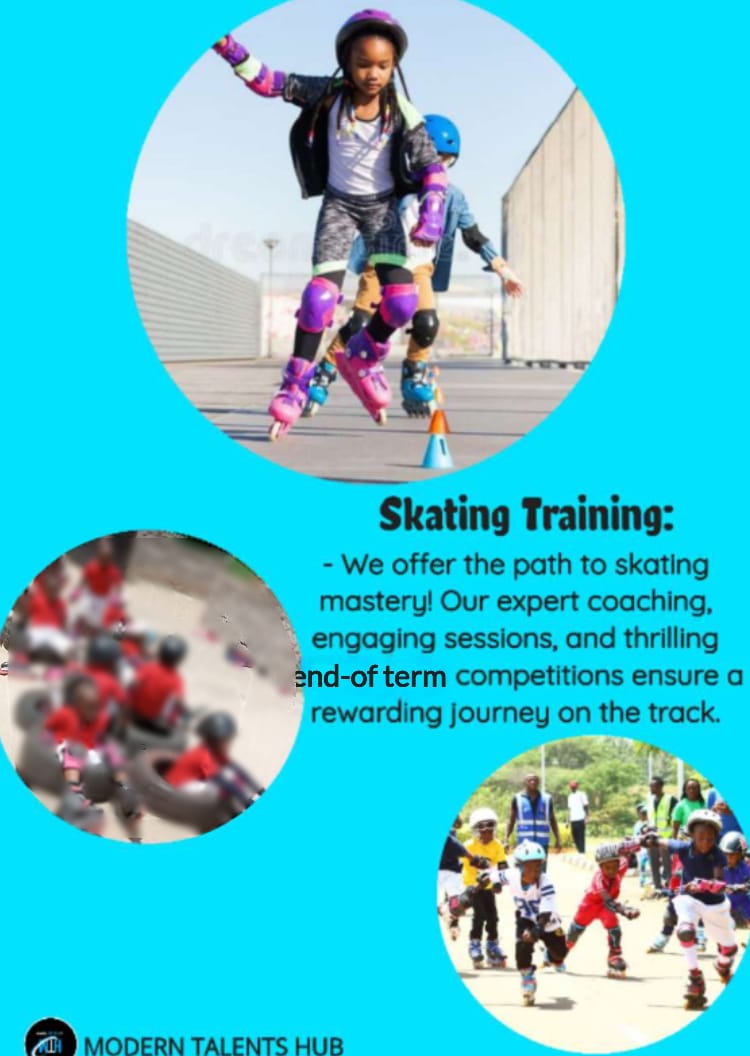 Skating Training:
- We offer the path to skating
mastery! Our expert coaching,
engaging sessions, and thrilling
end-of term competitions ensure a
rewarding journey on the track.
MODERN TALENTS HUB